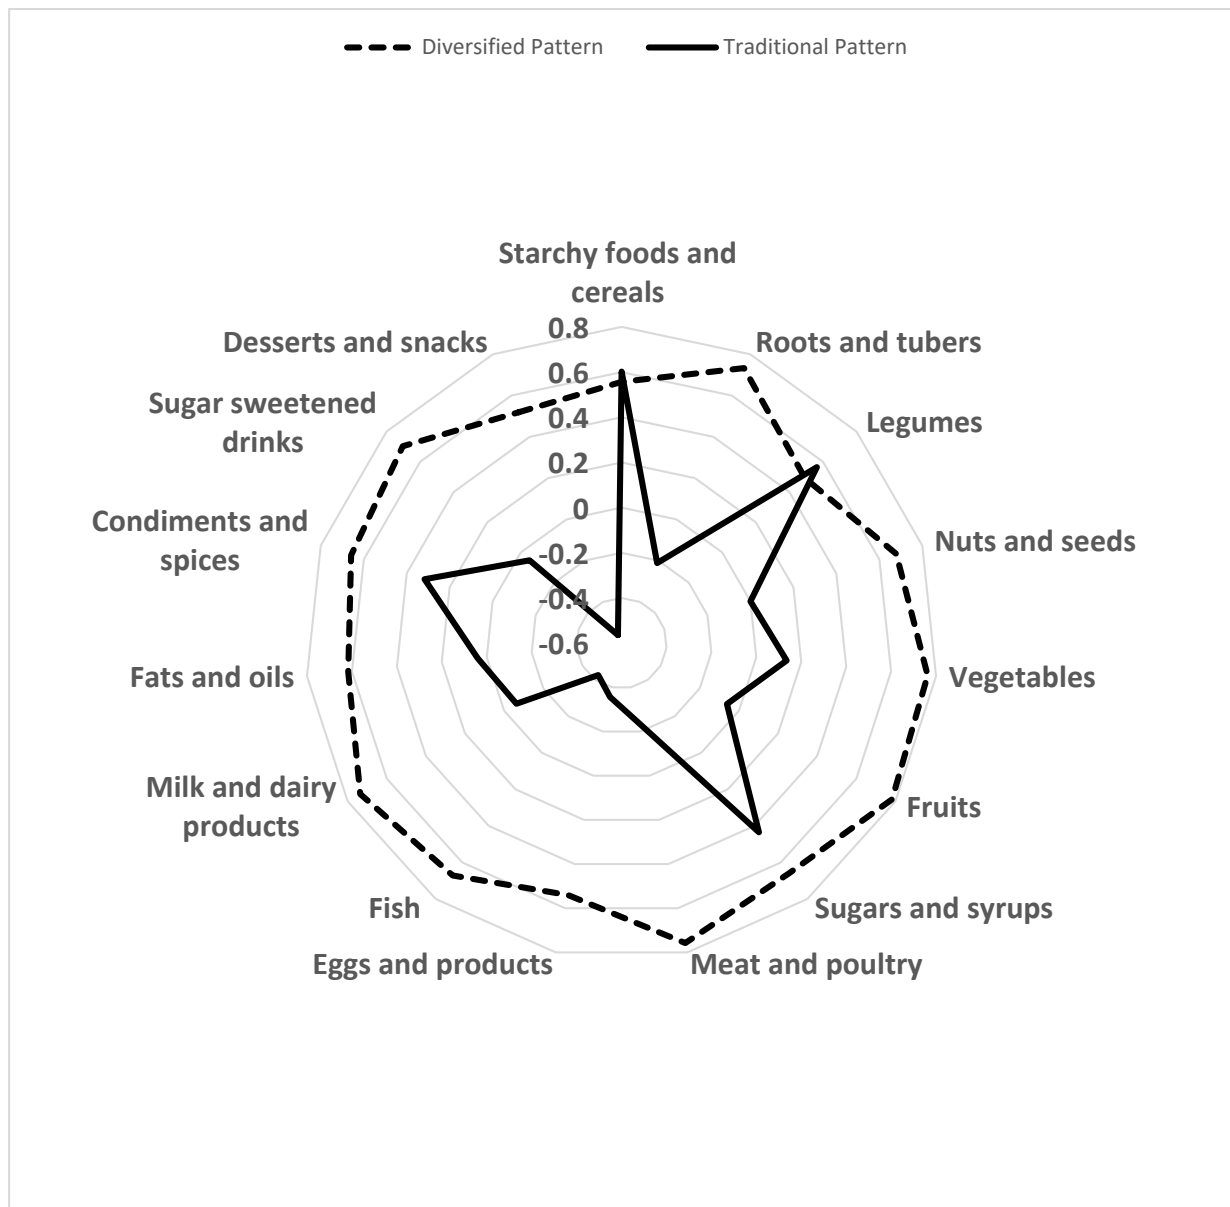 Diversified Pattern
Traditional Pattern
Starchy foods and
cereals
Roots and tubers
Legumes
Nuts and seeds
Vegetables
Fruits
Sugars and syrups
Meat and poultry
Eggs and products
Fish
Milk and dairy
products
Fats and oils
Condiments and
spices
Sugar sweetened
drinks
Desserts and snacks
0.8
0.6
0.4
0.2
0
-0.2
-0.4
-0.6